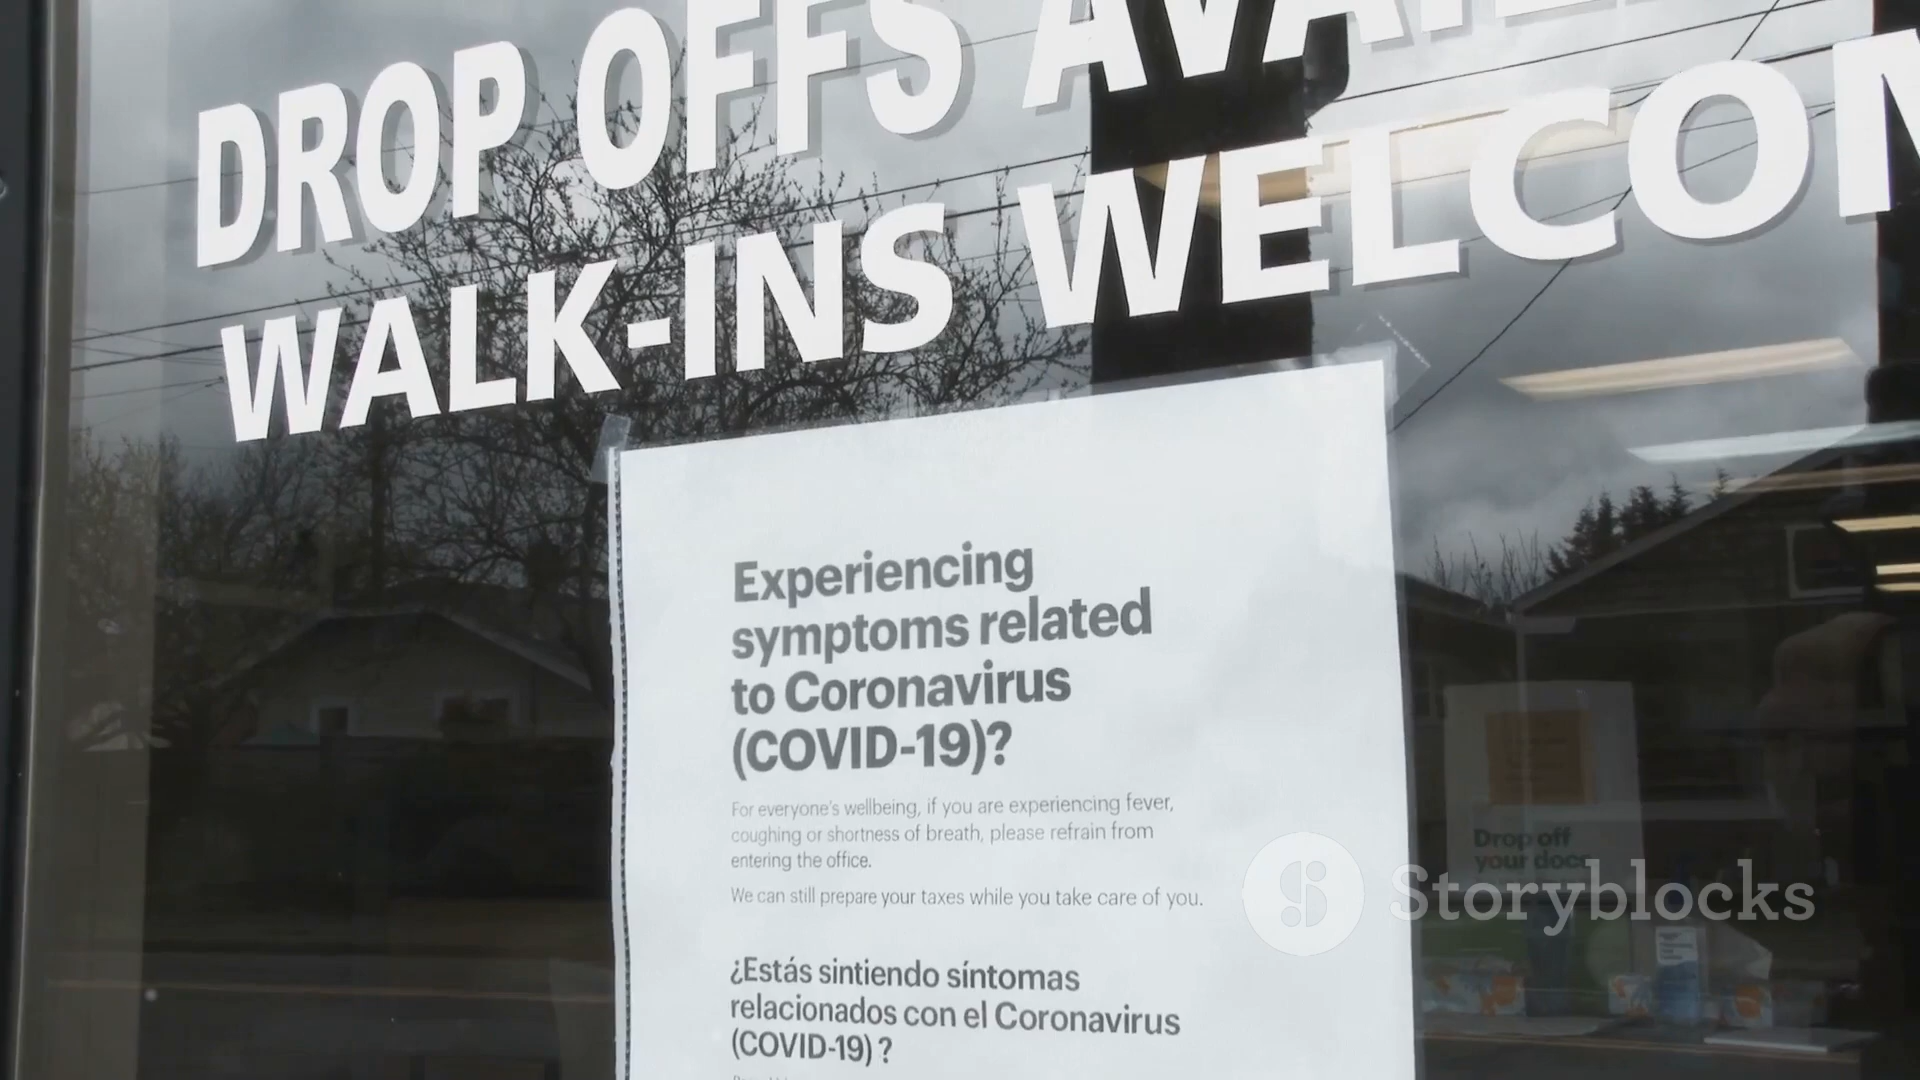 DROP OFFS
WALK-INS WELCOM
Experiencing
symptoms related
to Coronavirus
(COVID-19)?
For everyone's wellbeing, if you are experiencing fever,
coughing or shortness of breath, please refrain from
entering the office.
We can still prepare your taxes while you take care of you.
¿Estás sintiendo síntomas
relacionados con el Coronavirus
(COVID-19) ?
Drop off
your docs
Storyblocks